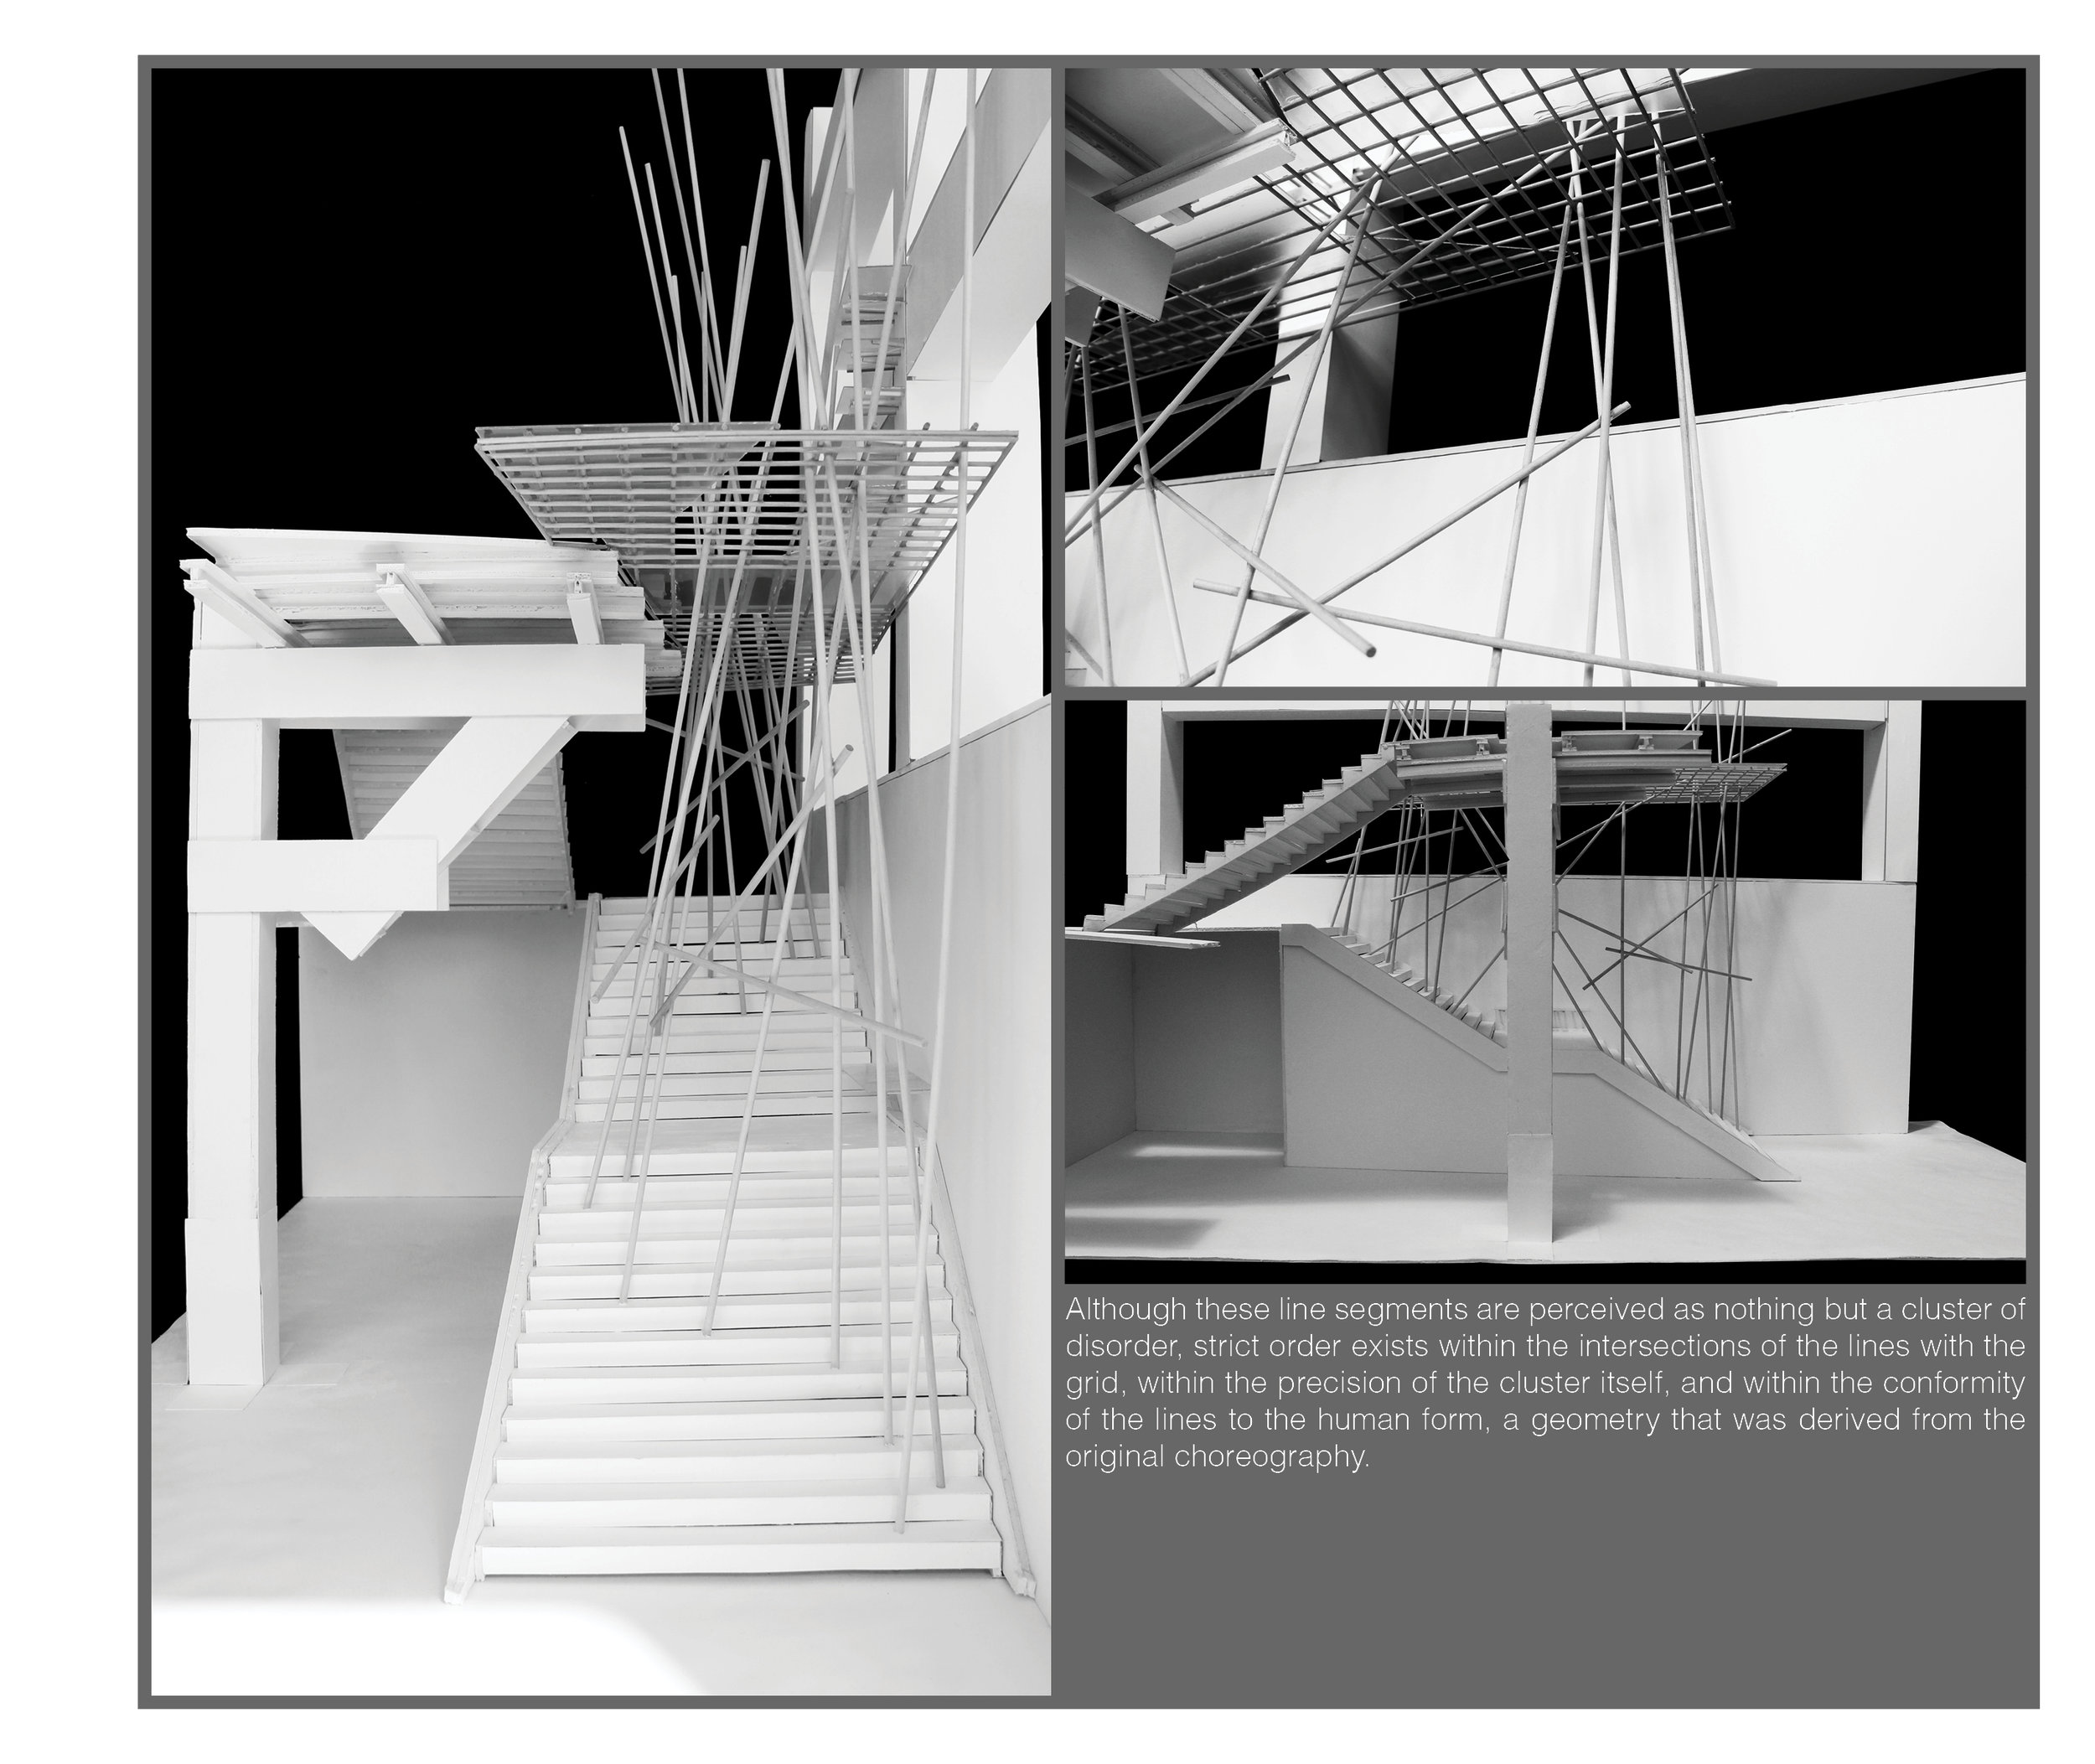 Although these line segments are perceived as nothing but a cluster of
disorder, strict order exists within the intersections of the lines with the
grid, within the precision of the cluster itself, and within the conformity
of the lines to the human form, a geometry that was derived from the
original choreography.